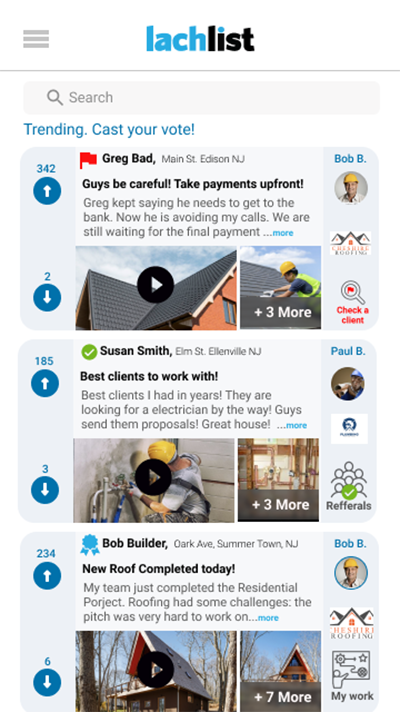 lachlist
Search
Trending. Cast your vote!
342
Greg Bad, Main St. Edison NJ
Bob B.
Guys be careful! Take payments upfront!
Greg kept saying he needs to get to the
bank. Now he is avoiding my calls. We are
still waiting for the final payment ...more
CHESHIRE
ROOFING
2
+ 3 More
Check a
client
185
Susan Smith, Elm St. Ellenville NJ
Paul B.
Best clients to work with!
Best clients I had in years! They are
looking for a electrician by the way! Guys
send them proposals! Great house! ...more
PLUMBERS
3
+ 3 More
Refferals
234
Bob Builder, Oark Ave, Summer Town, NJ
Bob B.
New Roof Completed today!
My team just completed the Residential
Porject. Roofing had some challenges: the
pitch was very hard to work on...more
HESHIRI
ROOFING
6
+ 7 More
My work